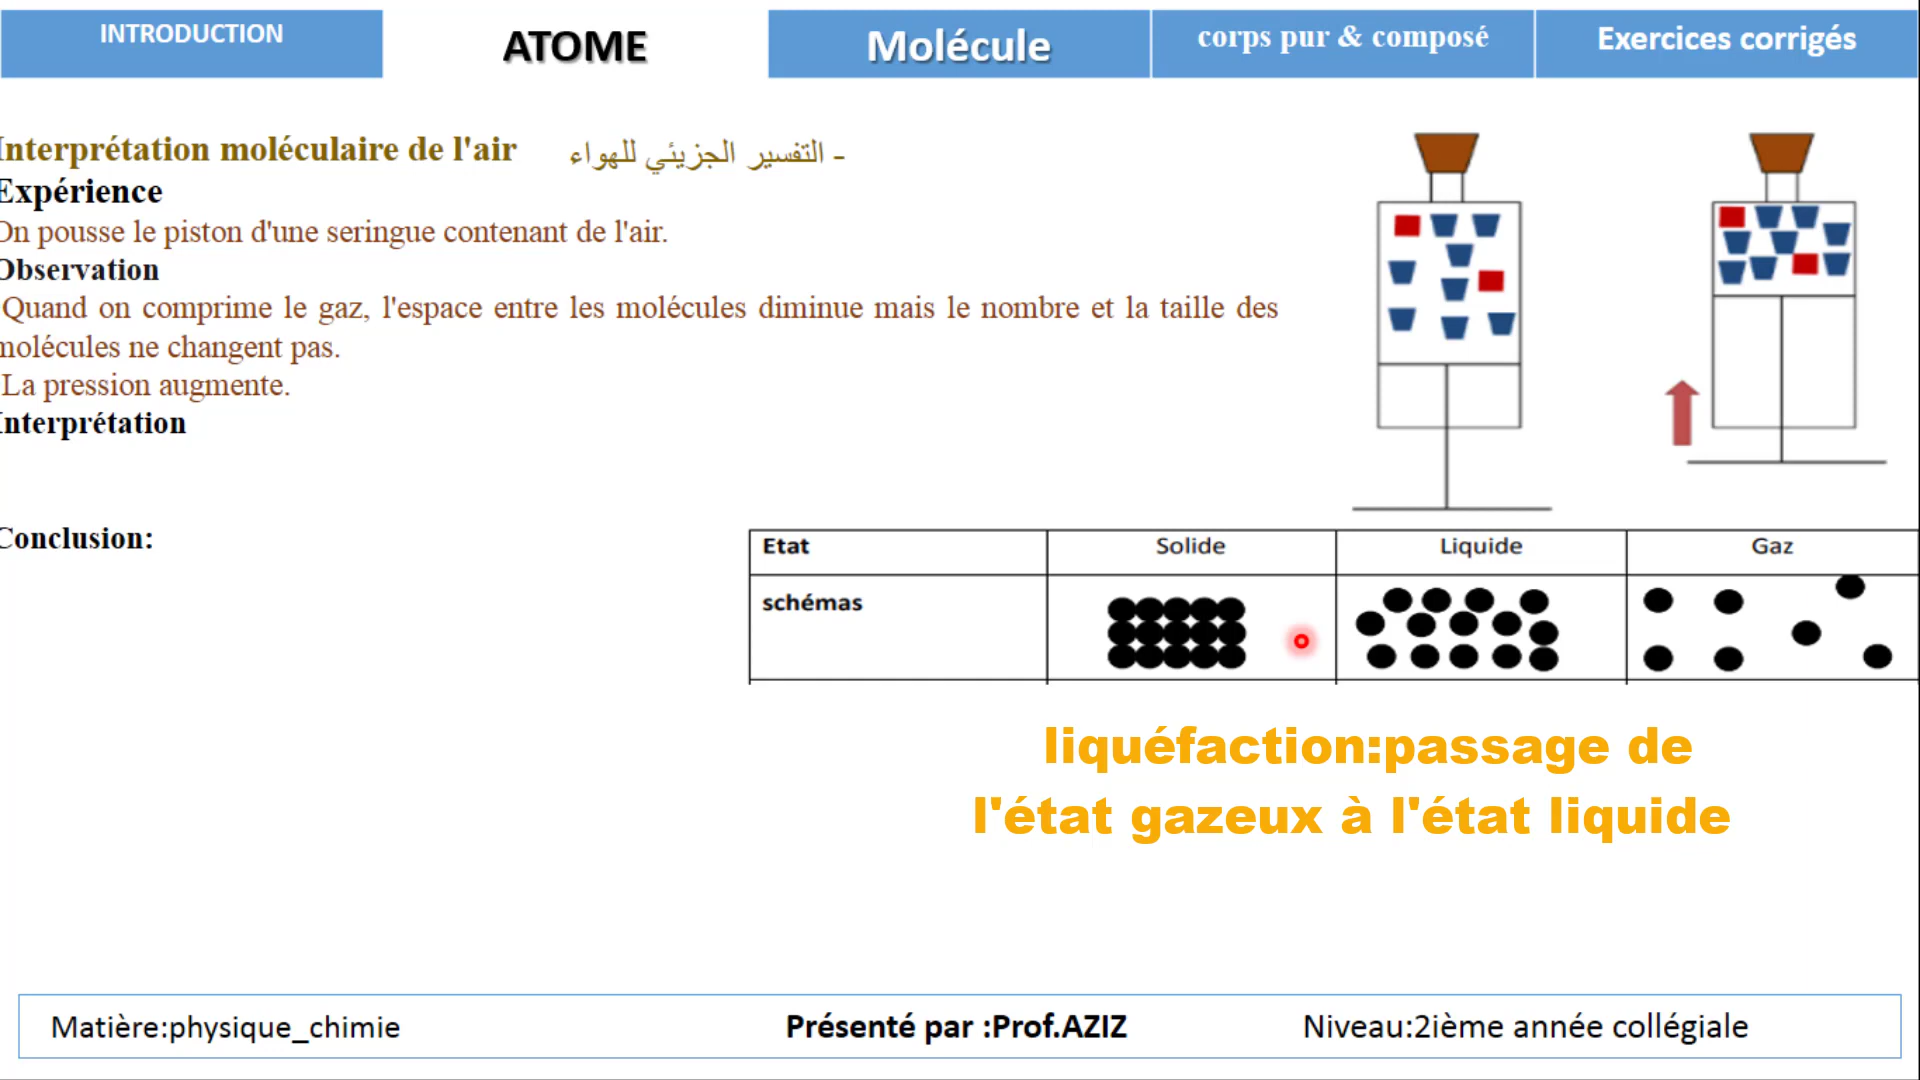 INTRODUCTION
ATOME
Molécule
corps pur & composé
Exercices corrigés
Interprétation moléculaire de l'air
- التفسير الجزيئي للهواء
Expérience
On pousse le piston d'une seringue contenant de l'air.
Observation
Quand on comprime le gaz, l'espace entre les molécules diminue mais le nombre et la taille des
molécules ne changent pas.
La pression augmente.
Interprétation
Conclusion:
Etat Solide Liquide Gaz
schémas
liquéfaction:passage de
l'état gazeux à l'état liquide
Matière:physique_chimie
Présenté par :Prof.AZIZ
Niveau:2ième année collégiale